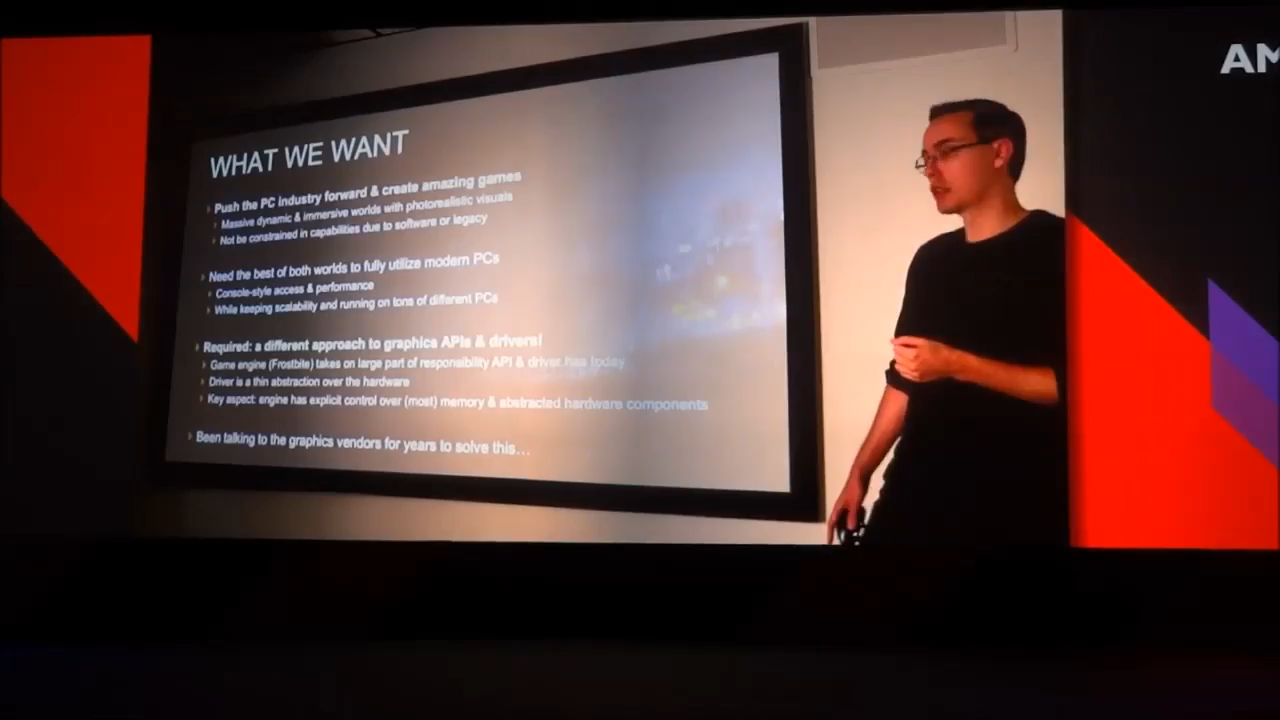 AM
WHAT WE WANT
Push the PC industry forward & create amazing games
Massive dynamic & immersive worlds with photorealistic visuals
Not be constrained in capabilities due to software or legacy
Need the best of both worlds to fully utilize modern PCs
Console-style access & performance
While keeping scalability and running on tons of different PCs
Required: a different approach to graphics APIs & drivers!
Game engine (Frostbite) takes on large part of responsibility API & driver has today
Driver is a thin abstraction over the hardware
Key aspect: engine has explicit control over (most) memory & abstracted hardware components
Been talking to the graphics vendors for years to solve this…